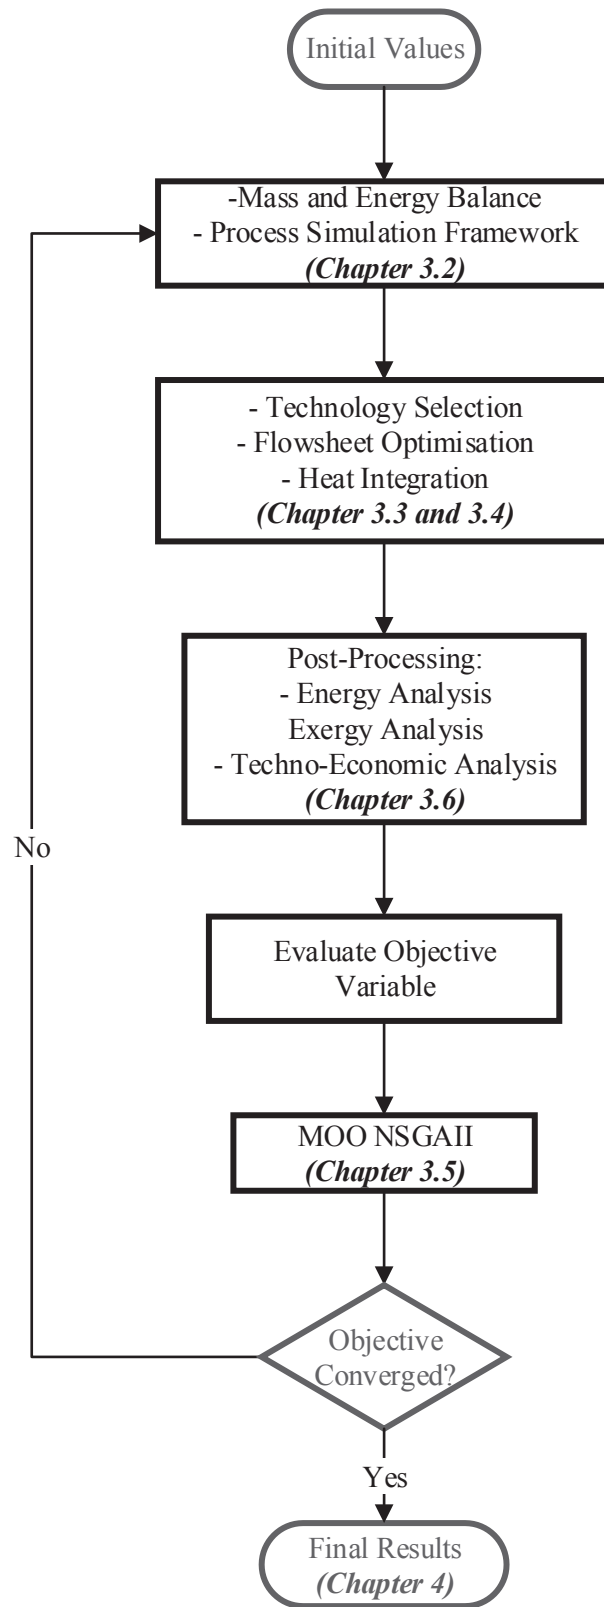 Initial Values
-Mass and Energy Balance
- Process Simulation Framework
(Chapter 3.2)
- Technology Selection
- Flowsheet Optimisation
- Heat Integration
(Chapter 3.3 and 3.4)
Post-Processing:
- Energy Analysis
Exergy Analysis
- Techno-Economic Analysis
(Chapter 3.6)
No
Evaluate Objective
Variable
MOO NSGAII
(Chapter 3.5)
Objective
Converged?
Yes
Final Results
(Chapter 4)